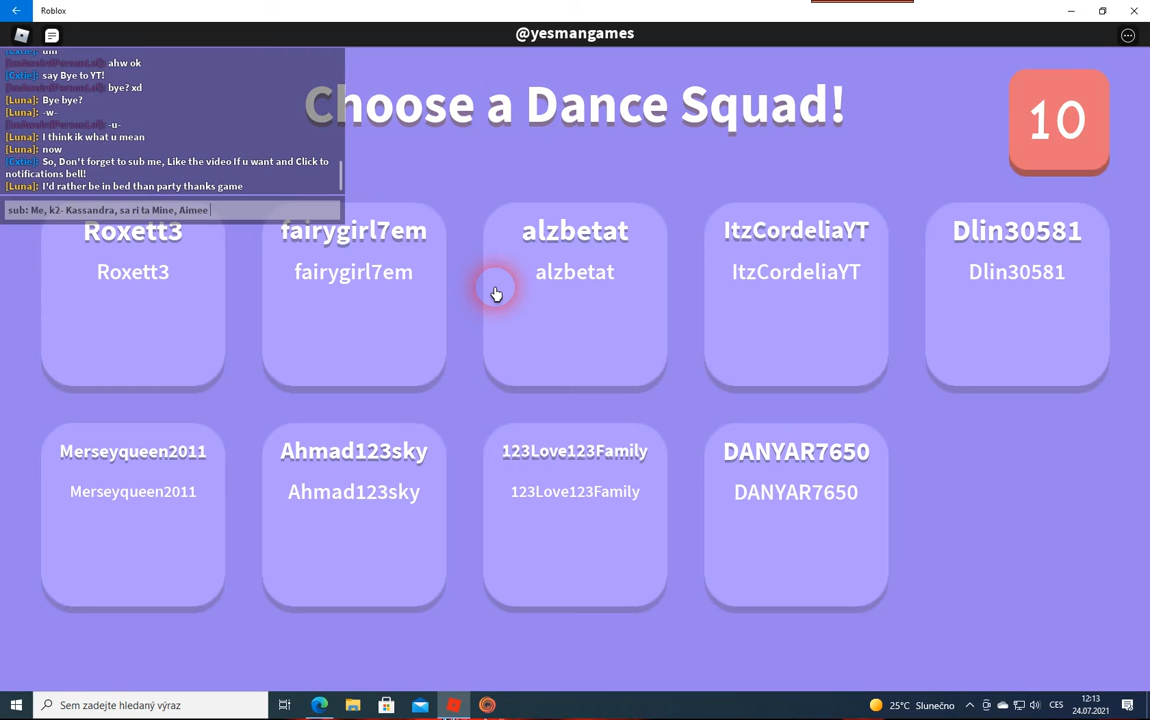 Roblox
@yesmangames
ahw ok
[Cxtie]: say Bye to YT!
bye? xd
[Luna]: Bye bye?
[Luna]: -w-
-u-
[Luna]: I think ik what u mean
[Luna]: now
[Cxtie]: So, Don't forget to sub me, Like the video If u want and Click to
notifications bell!
[Luna]: I'd rather be in bed than party thanks game
sub: Me, k2- Kassandra, sa ri ta Mine, Aimee
Choose a Dance Squad!
10
Roxett3
Roxett3
fairygirl7em
fairygirl7em
alzbetat
alzbetat
ItzCordeliaYT
ItzCordeliaYT
Dlin30581
Dlin30581
Merseyqueen2011
Merseyqueen2011
Ahmad123sky
Ahmad123sky
123Love123Family
123Love123Family
DANYAR7650
DANYAR7650
Sem zadejte hledaný výraz
25°C Slunečno
CES
12:13
24.07.2021